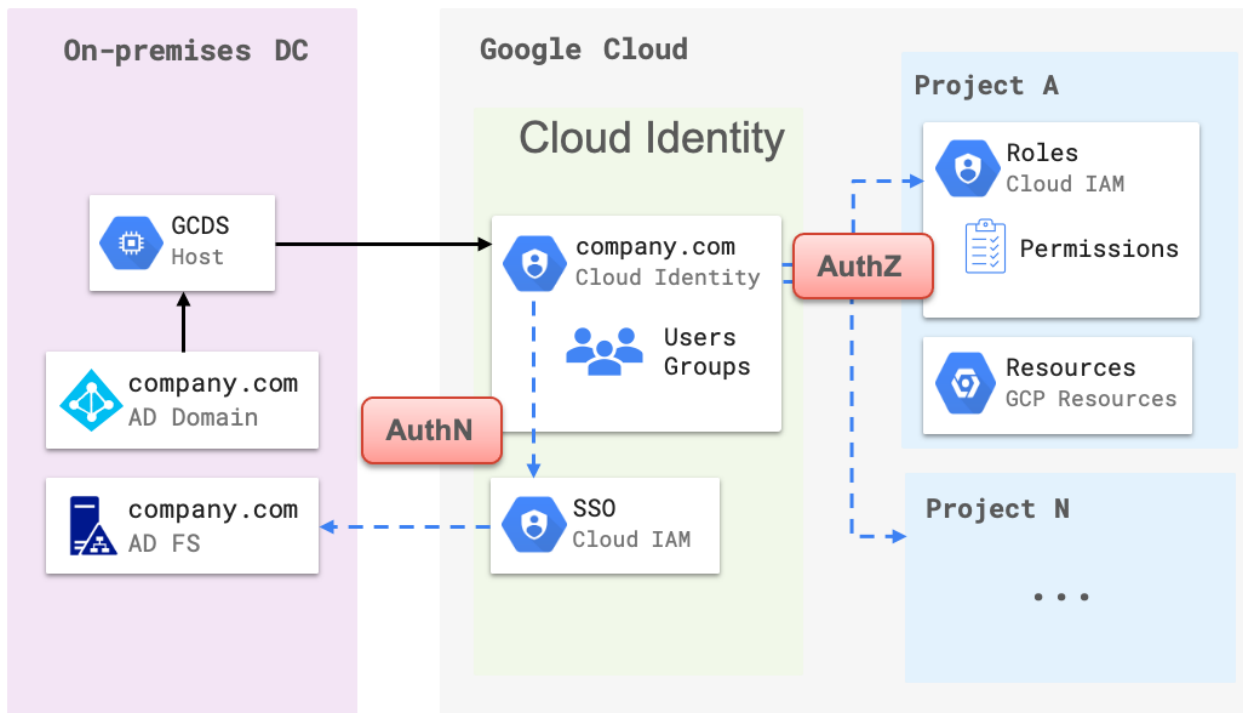 On-premises DC
GCDS
Host
company.com
AD Domain
company.com
AD FS
AuthN
Google Cloud
Cloud Identity
company.com
Cloud Identity
Users
Groups
SSO
Cloud IAM
AuthZ
Project A
Roles
Cloud IAM
Permissions
Resources
GCP Resources
Project N
...